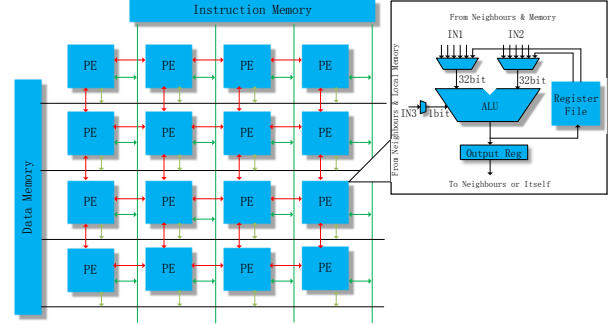 Instruction Memory
Data Memory
PE PE PE PE
PE PE PE PE
PE PE PE PE
PE PE PE PE
From Neighbours & Memory
IN1 IN2
32bit 32bit
From Neighbours & Local Memory
IN3 1bit
ALU
Register
File
Output Reg
To Neighbours or Itself